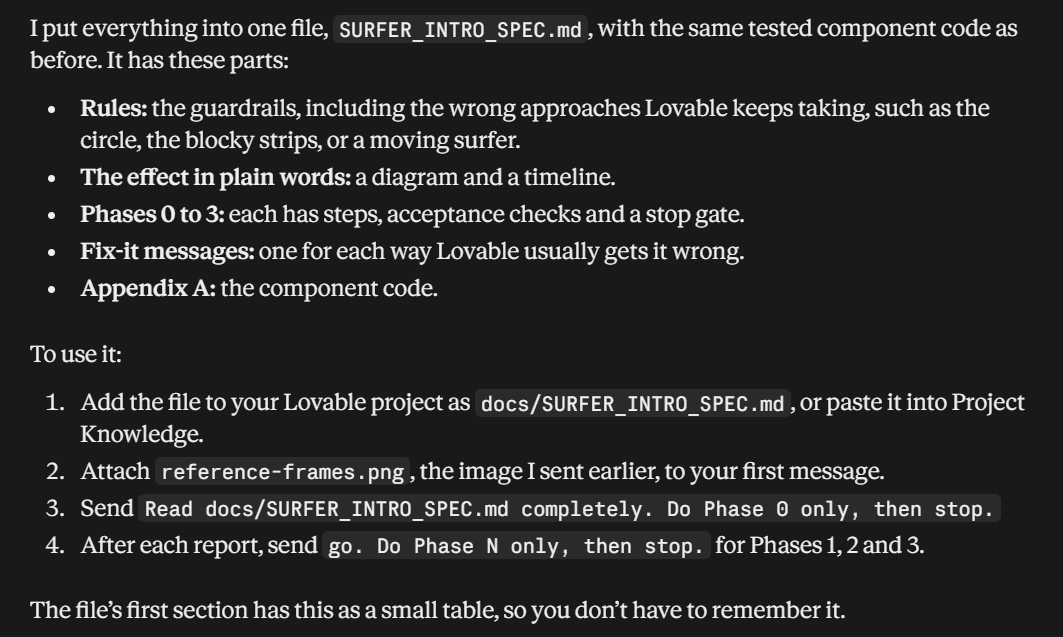 I put everything into one file, SURFER_INTRO_SPEC.md, with the same tested component code as
before. It has these parts:
• Rules: the guardrails, including the wrong approaches Lovable keeps taking, such as the
circle, the blocky strips, or a moving surfer.
• The effect in plain words: a diagram and a timeline.
• Phases 0 to 3: each has steps, acceptance checks and a stop gate.
• Fix-it messages: one for each way Lovable usually gets it wrong.
• Appendix A: the component code.
To use it:
1. Add the file to your Lovable project as docs/SURFER_INTRO_SPEC.md, or paste it into Project
Knowledge.
2. Attach reference-frames.png, the image I sent earlier, to your first message.
3. Send Read docs/SURFER_INTRO_SPEC.md completely. Do Phase 0 only, then stop.
4. After each report, send go. Do Phase N only, then stop. for Phases 1, 2 and 3.
The file’s first section has this as a small table, so you don’t have to remember it.